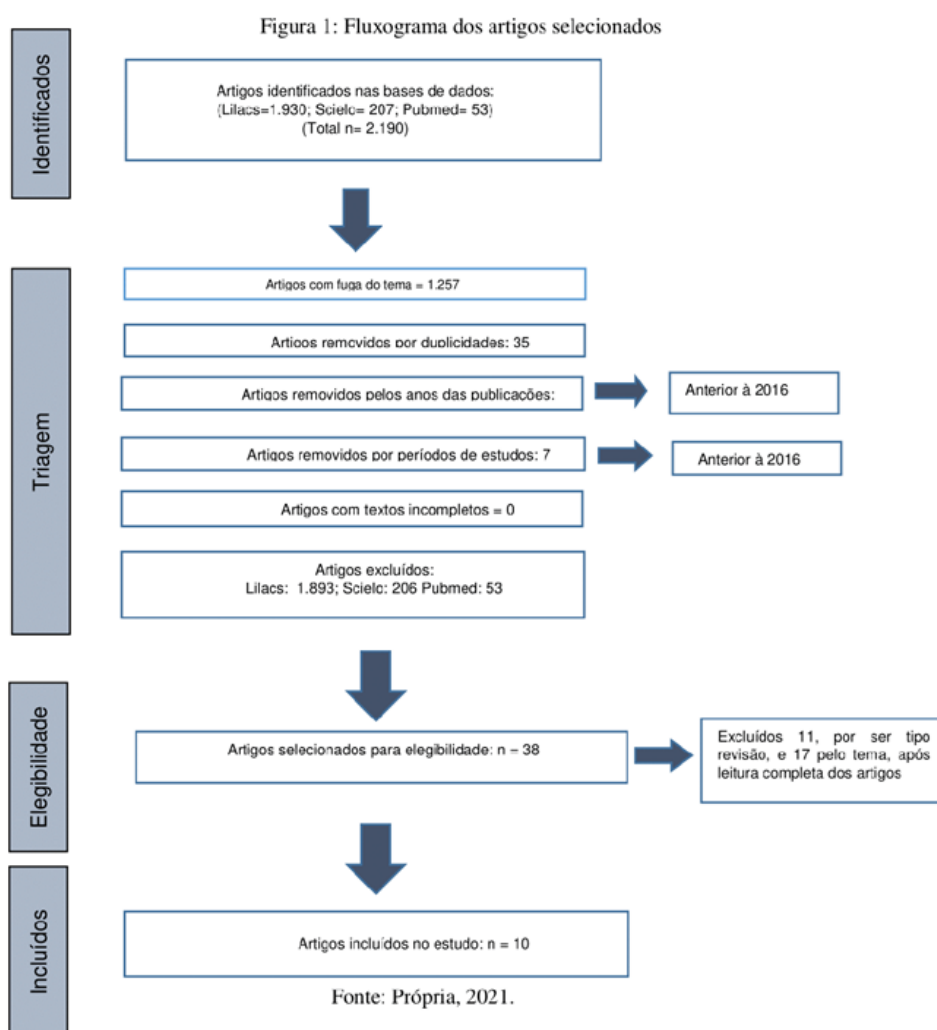 Figura 1: Fluxograma dos artigos selecionados
Identificados
Artigos identificados nas bases de dados:
(Lilacs=1.930; Scielo= 207; Pubmed= 53)
(Total n= 2.190)
Triagem
Artigos com fuga do tema = 1.257
Artigos removidos por duplicidades: 35
Artigos removidos pelos anos das publicações:
Anterior à 2016
Artigos removidos por períodos de estudos: 7
Anterior à 2016
Artigos com textos incompletos = 0
Artigos excluídos:
Lilacs: 1.893; Scielo: 206 Pubmed: 53
Elegibilidade
Artigos selecionados para elegibilidade: n – 38
Excluídos 11, por ser tipo
revisão, e 17 pelo tema, após
leitura completa dos artigos
Incluídos
Artigos incluídos no estudo: n = 10
Fonte: Própria, 2021.